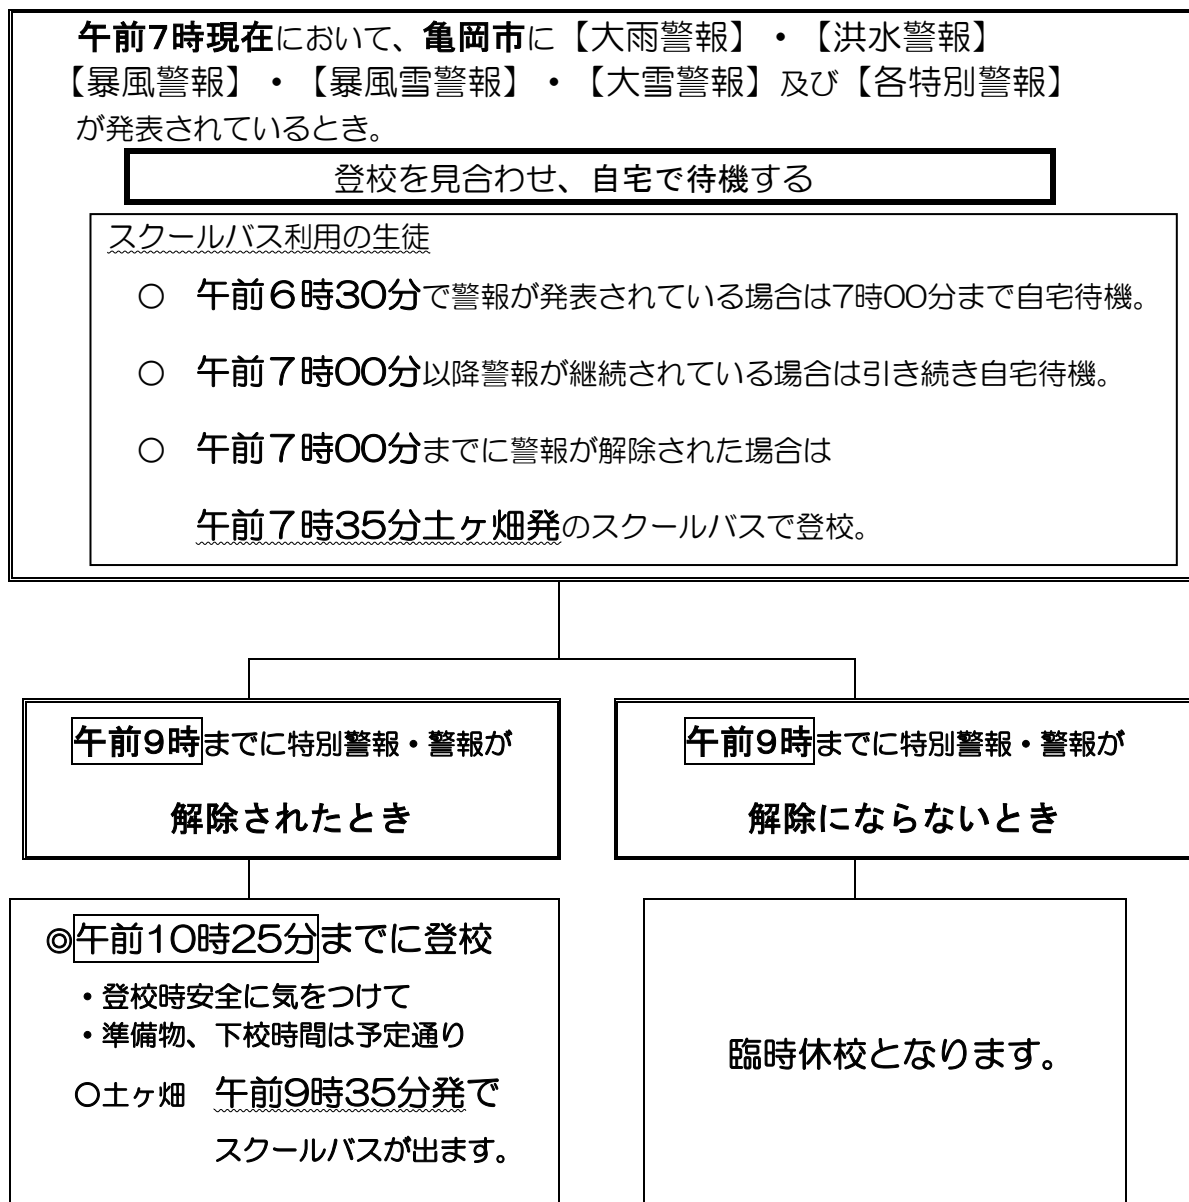 午前7時現在において、亀岡市に【大雨警報】・【洪水警報】
【暴風警報】・【暴風雪警報】・【大雪警報】及び【各特別警報】
が発表されているとき。
登校を見合わせ、自宅で待機する
スクールバス利用の生徒
○ 午前6時30分で警報が発表されている場合は7時00分まで自宅待機。
○ 午前7時00分以降警報が継続されている場合は引き続き自宅待機。
○ 午前7時00分までに警報が解除された場合は
午前7時35分土ヶ畑発のスクールバスで登校。
午前9時までに特別警報・警報が
解除されたとき
午前9時までに特別警報・警報が
解除にならないとき
◎午前10時25分までに登校
・登校時安全に気をつけて
・準備物、下校時間は予定通り
○土ヶ畑 午前9時35分発で
スクールバスが出ます。
臨時休校となります。